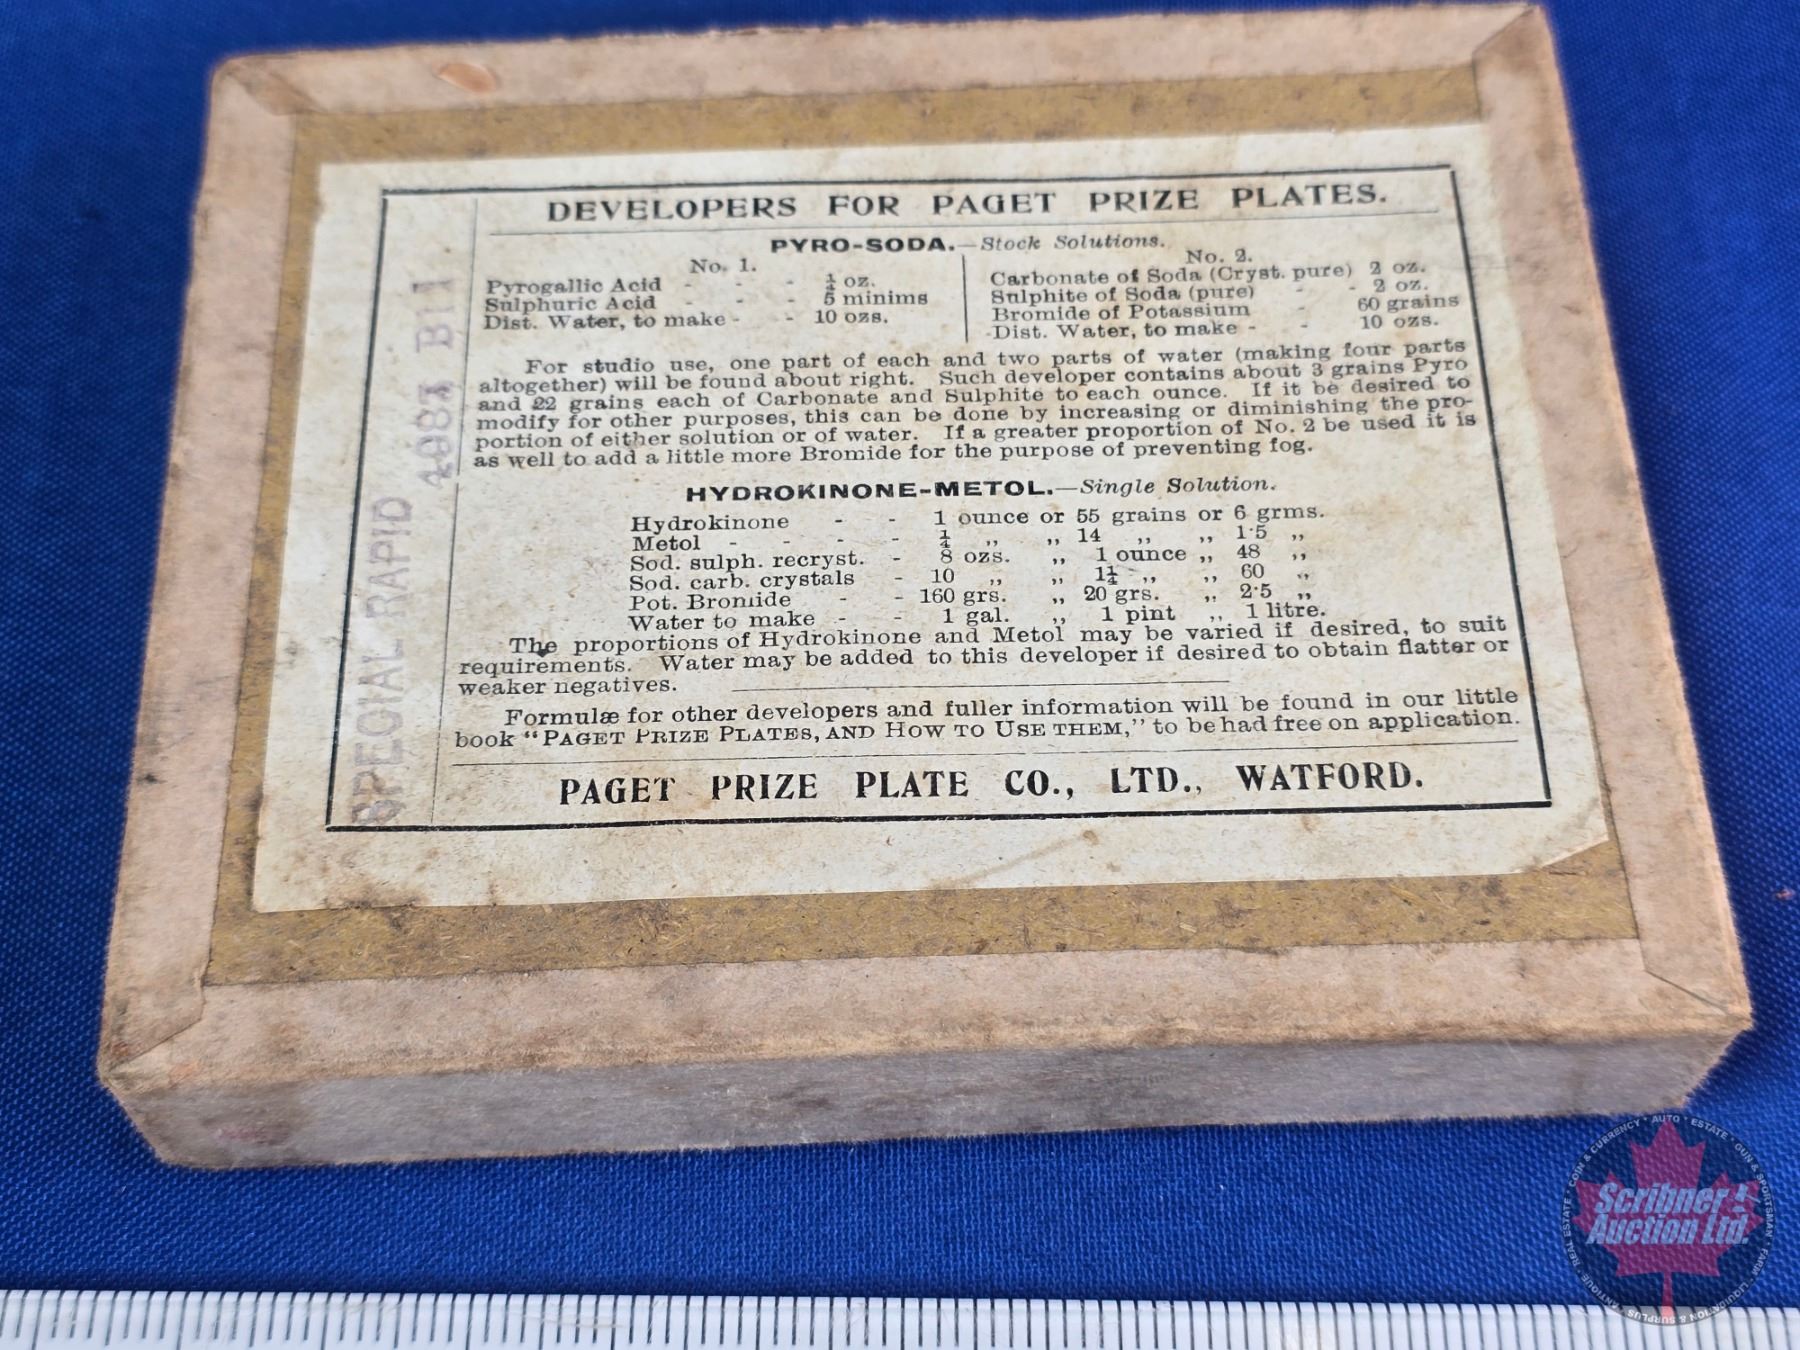 DEVELOPERS FOR PAGET PRIZE PLATES.
PYRO-SODA.—Stock Solutions.
No. 1.
Pyrogallic Acid - - - ¼ oz.
Sulphuric Acid - - - 5 minims
Dist. Water, to make - - 10 ozs.
No. 2.
Carbonate of Soda (Cryst. pure) 2 oz.
Sulphite of Soda (pure) - - 2 oz.
Bromide of Potassium - 60 grains
Dist. Water, to make - - 10 ozs.
For studio use, one part of each and two parts of water (making four parts
altogether) will be found about right. Such developer contains about 3 grains Pyro
and 22 grains each of Carbonate and Sulphite to each ounce. If it be desired to
modify for other purposes, this can be done by increasing or diminishing the pro-
portion of either solution or of water. If a greater proportion of No. 2 be used it is
as well to add a little more Bromide for the purpose of preventing fog.
HYDROKINONE-METOL.—Single Solution.
Hydrokinone - - 1 ounce or 55 grains or 6 grms.
Metol - - - - ¼ ,, ,, 14 ,, ,, 1·5 ,,
Sod. sulph. recryst. - 8 ozs. ,, 1 ounce ,, 48 ,,
Sod. carb. crystals - 10 ,, ,, 1¼ ,, ,, 60 ,,
Pot. Bromide - - 160 grs. ,, 20 grs. ,, 2·5 ,,
Water to make - - 1 gal. ,, 1 pint ,, 1 litre.
The proportions of Hydrokinone and Metol may be varied if desired, to suit
requirements. Water may be added to this developer if desired to obtain flatter or
weaker negatives.
Formulæ for other developers and fuller information will be found in our little
book "PAGET PRIZE PLATES, AND HOW TO USE THEM," to be had free on application.
PAGET PRIZE PLATE CO., LTD., WATFORD.
SPECIAL RAPID
Scribner
Auction Ltd.
ANTIQUE · REAL ESTATE · COIN & CURRENCY · AUTO · ESTATE · GUN & SPORTSMAN · FARM · LIQUIDATION & SURPLUS